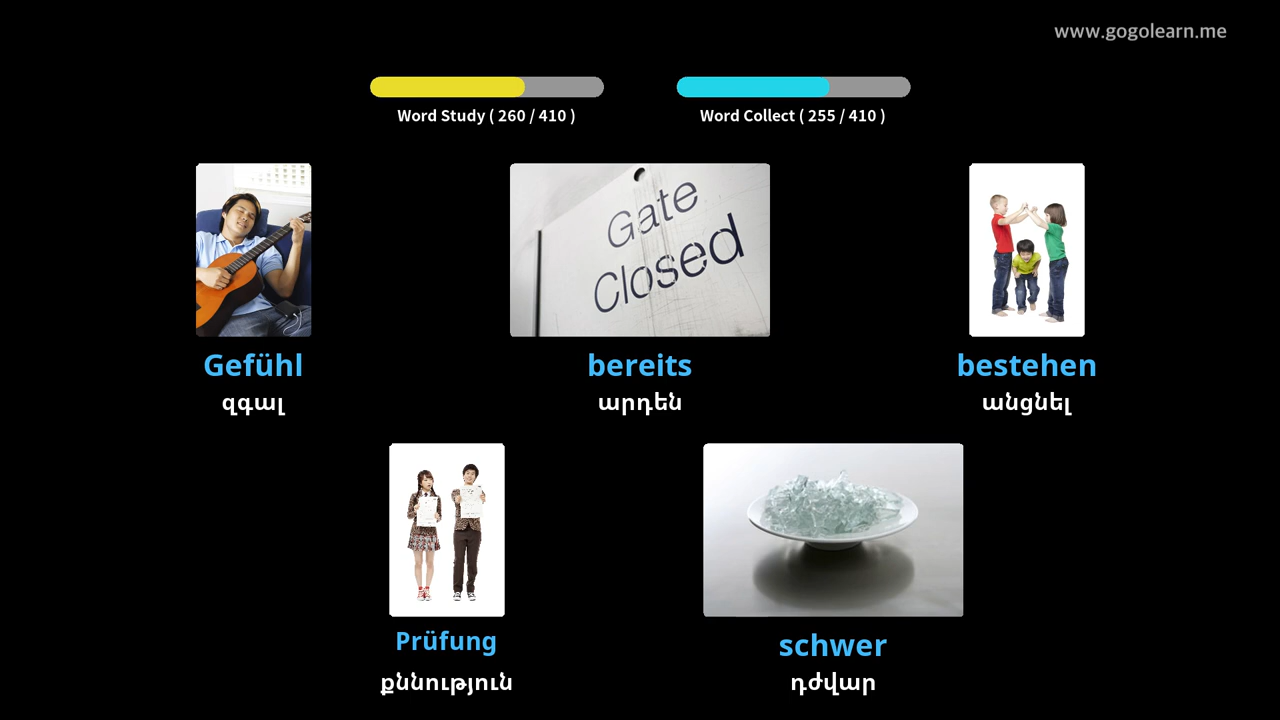 www.gogolearn.me
Word Study ( 260 / 410 )
Word Collect ( 255 / 410 )
Gate
Closed
Gefühl
bereits
bestehen
զգալ
արդեն
անցնել
Prüfung
schwer
քննություն
դժվար